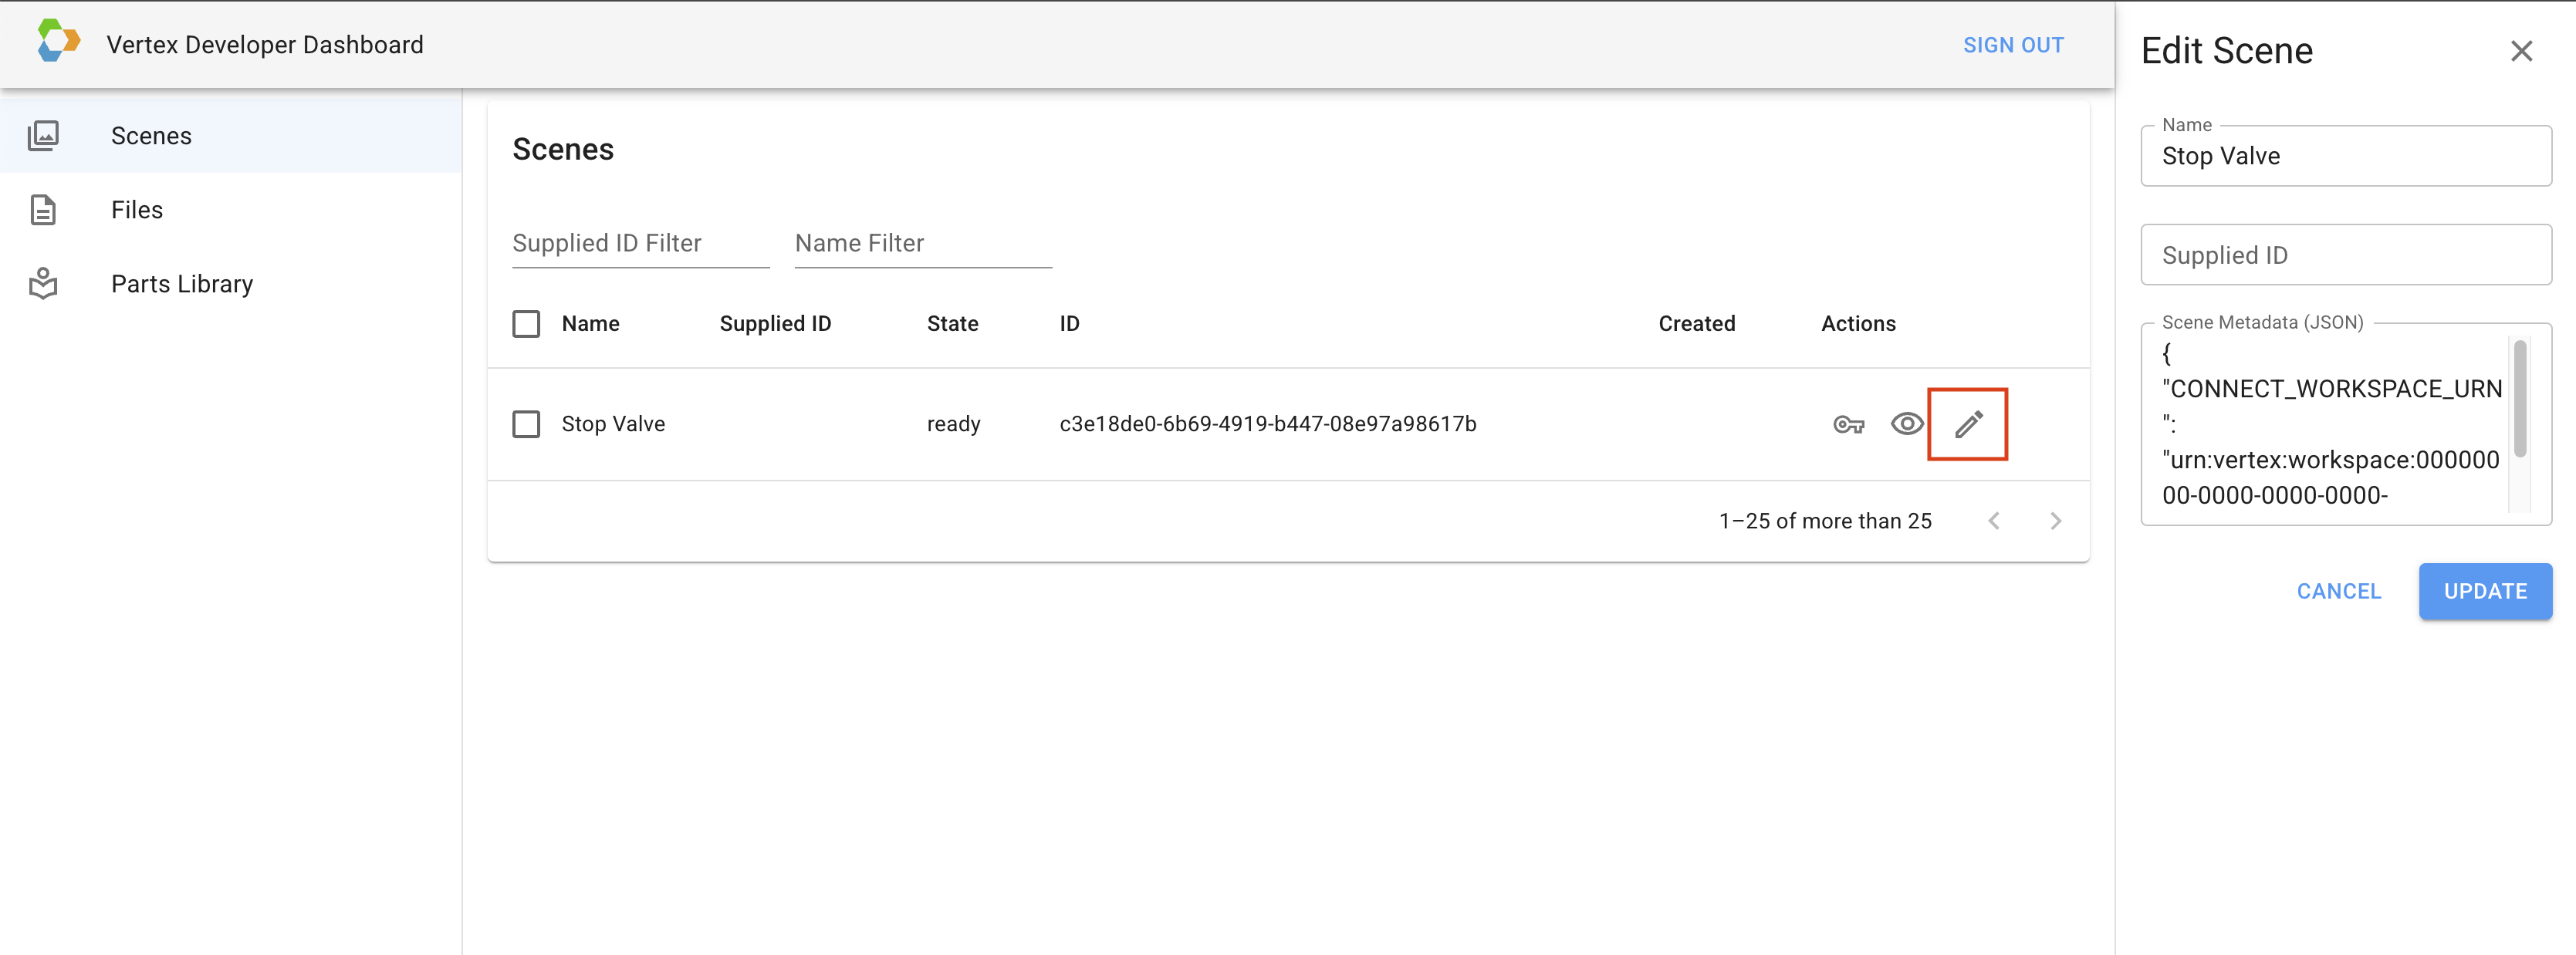 Vertex Developer Dashboard
SIGN OUT
Scenes
Files
Parts Library
Scenes
Supplied ID Filter
Name Filter
Name Supplied ID State ID Created Actions
Stop Valve ready c3e18de0-6b69-4919-b447-08e97a98617b
1–25 of more than 25
Edit Scene
Name
Stop Valve
Supplied ID
Scene Metadata (JSON)
{
"CONNECT_WORKSPACE_URN
":
"urn:vertex:workspace:000000
00-0000-0000-0000-
CANCEL
UPDATE